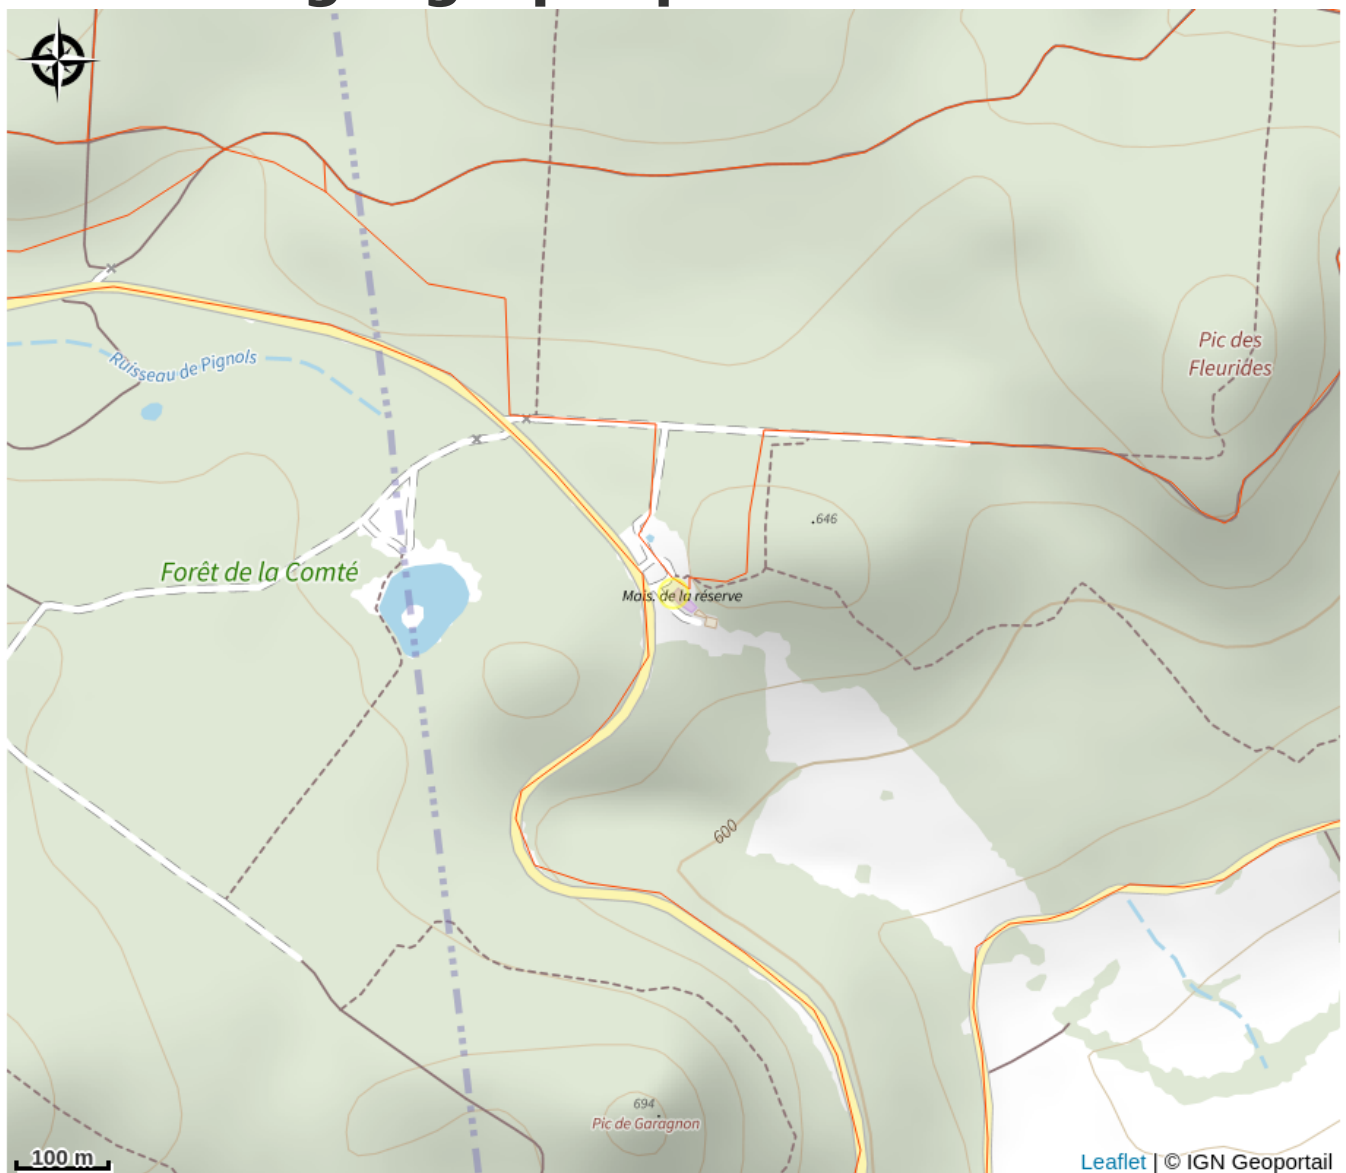 Ruisseau de Pignols
Pic des
Fleurides
646
Forêt de la Comté
Mais. de la réserve
600
694
Pic de Garagnon
100 m
Leaflet | © IGN Geoportail